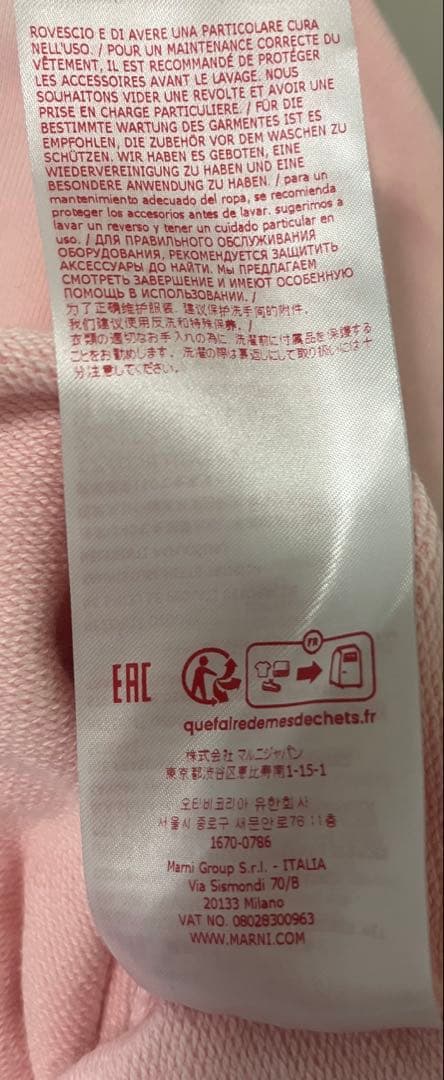 ROVESCIO E DI AVERE UNA PARTICOLARE CURA
NELL'USO. / POUR UN MAINTENANCE CORRECTE DU
VÊTEMENT, IL EST RECOMMANDÉ DE PROTÉGER
LES ACCESSOIRES AVANT LE LAVAGE. NOUS
SOUHAITONS VIDER UNE REVOLTE ET AVOIR UNE
PRISE EN CHARGE PARTICULIERE. / FÜR DIE
BESTIMMTE WARTUNG DES GARMENTES IST ES
EMPFOHLEN, DIE ZUBEHÖR VOR DEM WASCHEN ZU
SCHÜTZEN. WIR HABEN ES GEBOTEN, EINE
WIEDERVEREINIGUNG ZU HABEN UND EINE
BESONDERE ANWENDUNG ZU HABEN. / para un
mantenimiento adecuado del ropa, se recomienda
proteger los accesorios antes de lavar. sugerimos a
lavar un reverso y tener un cuidado particular en
uso. / ДЛЯ ПРАВИЛЬНОГО ОБСЛУЖИВАНИЯ
ОБОРУДОВАНИЯ, РЕКОМЕНДУЕТСЯ ЗАЩИТИТЬ
АКСЕССУАРЫ ДО НАЙТИ. Мы ПРЕДЛАГАЕМ
СМОТРЕТЬ ЗАВЕРШЕНИЕ И ИМЕЮТ ОСОБЕННУЮ
ПОМОЩЬ В ИСПОЛЬЗОВАНИИ. /
为了正确维护服装, 建议保护洗手间的附件。
我们建议使用反洗和特殊保养。 /
衣類の適切なお手入れの為に, 洗濯前に付属品を保護する
ことをお勧めします。洗濯の際は裏返しにして取り扱いには十
分注意してください。
EAC
FR
quefairedemesdechets.fr
株式会社 マルニジャパン
東京都渋谷区恵比寿南1-15-1
오티비코리아 유한회사
서울시 종로구 새문안로76 11층
1670-0786
Marni Group S.r.l. - ITALIA
Via Sismondi 70/B
20133 Milano
VAT NO. 08028300963
WWW.MARNI.COM